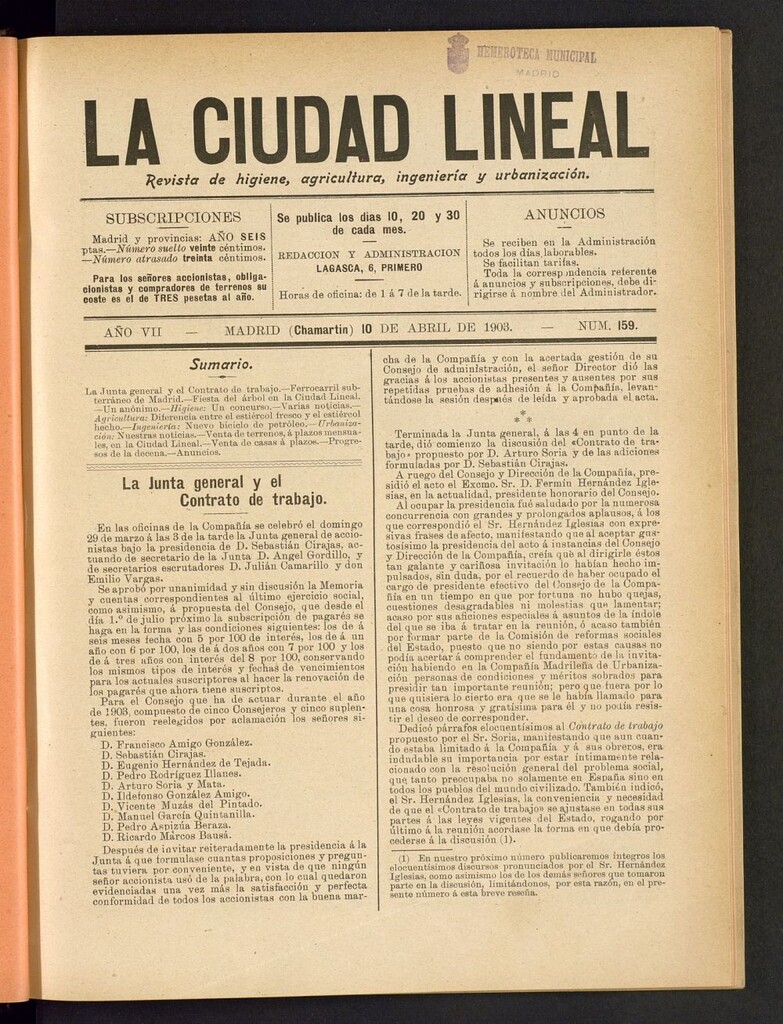 HEMEROTECA MUNICIPAL
MADRID
LA CIUDAD LINEAL
Revista de higiene, agricultura, ingeniería y urbanización.
SUBSCRIPCIONES
Madrid y provincias: AÑO SEIS
ptas.—Número suelto veinte céntimos.
—Número atrasado treinta céntimos.
Para los señores accionistas, obliga-
cionistas y compradores de terrenos su
coste es el de TRES pesetas al año.
Se publica los días 10, 20 y 30
de cada mes.
REDACCION Y ADMINISTRACION
LAGASCA, 6, PRIMERO
Horas de oficina: de 1 á 7 de la tarde.
ANUNCIOS
Se reciben en la Administración
todos los días laborables.
Se facilitan tarifas.
Toda la correspondencia referente
á anuncios y subscripciones, debe di-
rigirse á nombre del Administrador.
AÑO VII — MADRID (Chamartin) 10 DE ABRIL DE 1903. — NUM. 159.
Sumario.
La Junta general y el Contrato de trabajo.—Ferrocarril sub-
terráneo de Madrid.—Fiesta del árbol en la Ciudad Lineal.
—Un anónimo.—Higiene: Un concurso.—Varias noticias.—
Agricultura: Diferencia entre el estiércol fresco y el estiércol
hecho.—Ingeniería: Nuevo biciclo de petróleo.—Urbaniza-
ción: Nuestras noticias.—Venta de terrenos, á plazos mensua-
les, en la Ciudad Lineal.—Venta de casas á plazos.—Progre-
sos de la decena.—Anuncios.
La Junta general y el
Contrato de trabajo.
En las oficinas de la Compañía se celebró el domingo
29 de marzo á las 3 de la tarde la Junta general de accio-
nistas bajo la presidencia de D. Sebastián Cirajas, ac-
tuando de secretario de la Junta D. Angel Gordillo, y
de secretarios escrutadores D. Julián Camarillo y don
Emilio Vargas.
Se aprobó por unanimidad y sin discusión la Memoria
y cuentas correspondientes al último ejercicio social,
como asimismo, á propuesta del Consejo, que desde el
día 1.º de julio próximo la subscripción de pagarés se
haga en la forma y las condiciones siguientes: los de á
seis meses fecha con 5 por 100 de interés, los de á un
año con 6 por 100, los de á dos años con 7 por 100 y los
de á tres años con interés del 8 por 100, conservando
los mismos tipos de interés y fechas de vencimientos
para los actuales suscriptores al hacer la renovación de
los pagarés que ahora tiene suscriptos.
Para el Consejo que ha de actuar durante el año
de 1903, compuesto de cinco Consejeros y cinco suplen-
tes, fueron reelegidos por aclamación los señores si-
guientes:
D. Francisco Amigo González.
D. Sebastián Cirajas.
D. Eugenio Hernández de Tejada.
D. Pedro Rodríguez Illanes.
D. Arturo Soria y Mata.
D. Ildefonso González Amigo.
D. Vicente Muzás del Pintado.
D. Manuel García Quintanilla.
D. Pedro Aspizúa Beraza.
D. Ricardo Marcos Bausá.
Después de invitar reiteradamente la presidencia á la
Junta á que formulase cuantas proposiciones y pregun-
tas tuviera por conveniente, y en vista de que ningún
señor accionista usó de la palabra, con lo cual quedaron
evidenciadas una vez más la satisfacción y perfecta
conformidad de todos los accionistas con la buena mar-
cha de la Compañía y con la acertada gestión de su
Consejo de administración, el señor Director dió las
gracias á los accionistas presentes y ausentes por sus
repetidas pruebas de adhesión á la Compañía, levan-
tándose la sesión después de leída y aprobada el acta.
* * *
Terminada la Junta general, á las 4 en punto de la
tarde, dió comienzo la discusión del «Contrato de tra-
bajo» propuesto por D. Arturo Soria y de las adiciones
formuladas por D. Sebastián Cirajas.
A ruego del Consejo y Dirección de la Compañía, pre-
sidió el acto el Excmo. Sr. D. Fermín Hernández Igle-
sias, en la actualidad, presidente honorario del Consejo.
Al ocupar la presidencia fué saludado por la numerosa
concurrencia con grandes y prolongados aplausos, á los
que correspondió el Sr. Hernández Iglesias con expre-
sivas frases de afecto, manifestando que al aceptar gus-
tosísimo la presidencia del acto á instancias del Consejo
y Dirección de la Compañía, creía que al dirigirle éstos
tan galante y cariñosa invitación lo habían hecho im-
pulsados, sin duda, por el recuerdo de haber ocupado el
cargo de presidente efectivo del Consejo de la Compa-
ñía en un tiempo en que por fortuna no hubo quejas,
cuestiones desagradables ni molestias que lamentar;
acaso por sus aficiones especiales á asuntos de la índole
del que se iba á tratar en la reunión, ó acaso también
por formar parte de la Comisión de reformas sociales
del Estado, puesto que no siendo por estas causas no
podía acertar á comprender el fundamento de la invita-
ción habiendo en la Compañía Madrileña de Urbaniza-
ción personas de condiciones y méritos sobrados para
presidir tan importante reunión; pero que fuera por lo
que quisiera lo cierto era que se le había llamado para
una cosa honrosa y gratísima para él y no podía resis-
tir el deseo de corresponder.
Dedicó párrafos elocuentísimos al Contrato de trabajo
propuesto por el Sr. Soria, manifestando que aun cuan-
do estaba limitado á la Compañía y á sus obreros, era
indudable su importancia por estar íntimamente rela-
cionado con la resolución general del problema social,
que tanto preocupaba no solamente en España sino en
todos los pueblos del mundo civilizado. También indicó,
el Sr. Hernández Iglesias, la conveniencia y necesidad
de que el «Contrato de trabajo» se ajustase en todas sus
partes á las leyes vigentes del Estado, rogando por
último á la reunión acordase la forma en que debía pro-
cederse á la discusión (1).
(1) En nuestro próximo número publicaremos íntegros los
elocuentísimos discursos pronunciados por el Sr. Hernández
Iglesias, como asimismo los de los demás señores que tomaron
parte en la discusión, limitándonos, por esta razón, en el pre-
sente número á esta breve reseña.